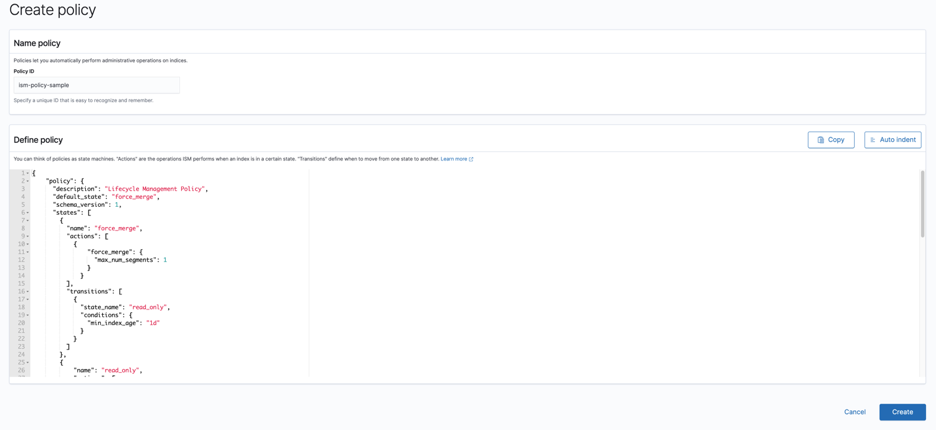 Create policy
Name policy
Policies let you automatically perform administrative operations on indices.
Policy ID
ism-policy-sample
Specify a unique ID that is easy to recognize and remember.
Define policy
Copy
Auto indent
You can think of policies as state machines. "Actions" are the operations ISM performs when an index is in a certain state. "Transitions" define when to move from one state to another. Learn more
1 {
2 "policy": {
3 "description": "Lifecycle Management Policy",
4 "default_state": "force_merge",
5 "schema_version": 1,
6 "states": [
7 {
8 "name": "force_merge",
9 "actions": [
10 {
11 "force_merge": {
12 "max_num_segments": 1
13 }
14 }
15 ],
16 "transitions": [
17 {
18 "state_name": "read_only",
19 "conditions": {
20 "min_index_age": "1d"
21 }
22 }
23 ]
24 },
25 {
26 "name": "read_only",
Cancel
Create